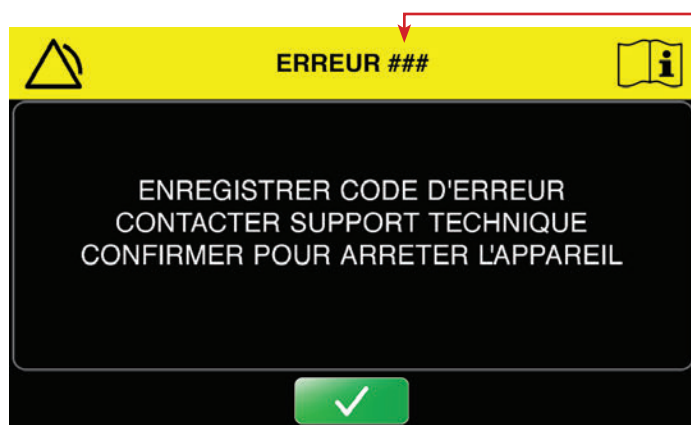 ERREUR ###
ENREGISTRER CODE D'ERREUR
CONTACTER SUPPORT TECHNIQUE
CONFIRMER POUR ARRETER L'APPAREIL